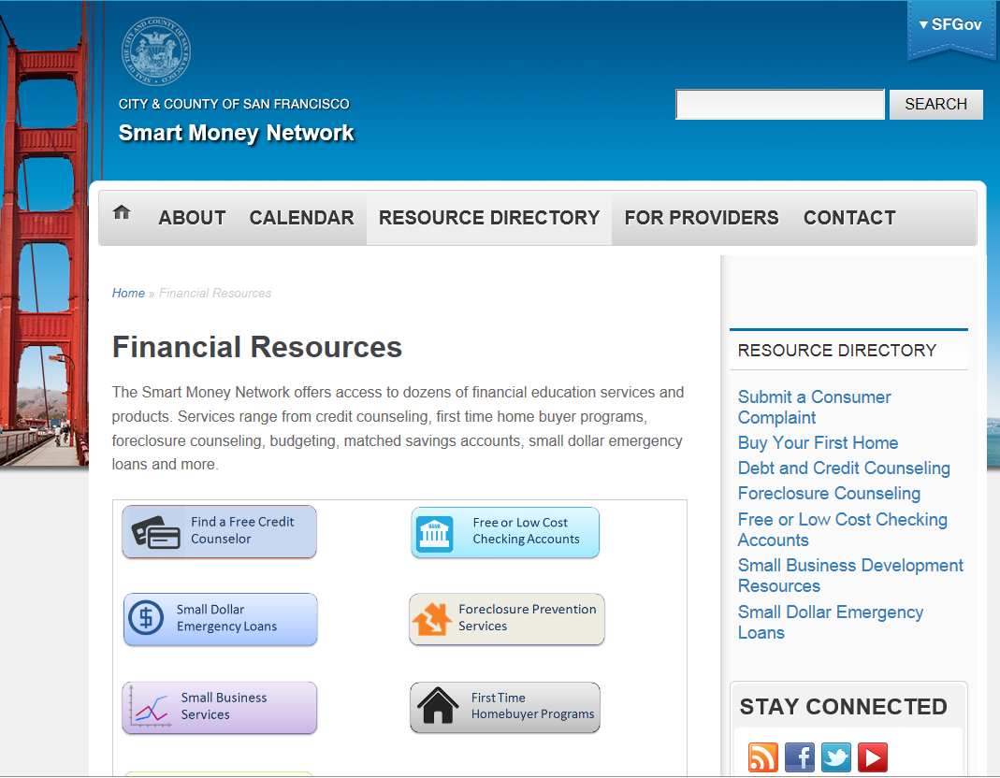 ▼ SFGov
CITY & COUNTY OF SAN FRANCISCO
Smart Money Network
SEARCH
ABOUT CALENDAR RESOURCE DIRECTORY FOR PROVIDERS CONTACT
Home » Financial Resources
Financial Resources
The Smart Money Network offers access to dozens of financial education services and
products. Services range from credit counseling, first time home buyer programs,
foreclosure counseling, budgeting, matched savings accounts, small dollar emergency
loans and more.
Find a Free Credit
Counselor
BANK
Free or Low Cost
Checking Accounts
$
Small Dollar
Emergency Loans
Foreclosure Prevention
Services
Small Business
Services
First Time
Homebuyer Programs
RESOURCE DIRECTORY
Submit a Consumer
Complaint
Buy Your First Home
Debt and Credit Counseling
Foreclosure Counseling
Free or Low Cost Checking
Accounts
Small Business Development
Resources
Small Dollar Emergency
Loans
STAY CONNECTED